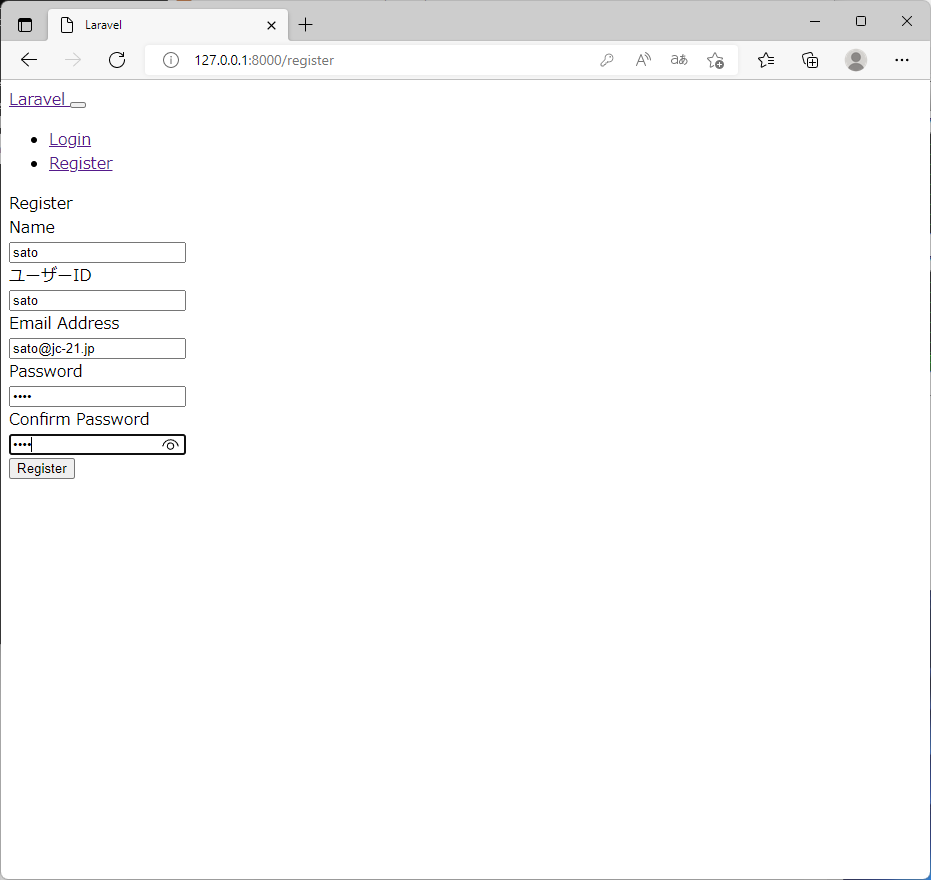 Laravel
127.0.0.1:8000/register
Laravel
Login
Register
Register
Name
sato
ユーザーID
sato
Email Address
sato@jc-21.jp
Password
••••
Confirm Password
••••
Register